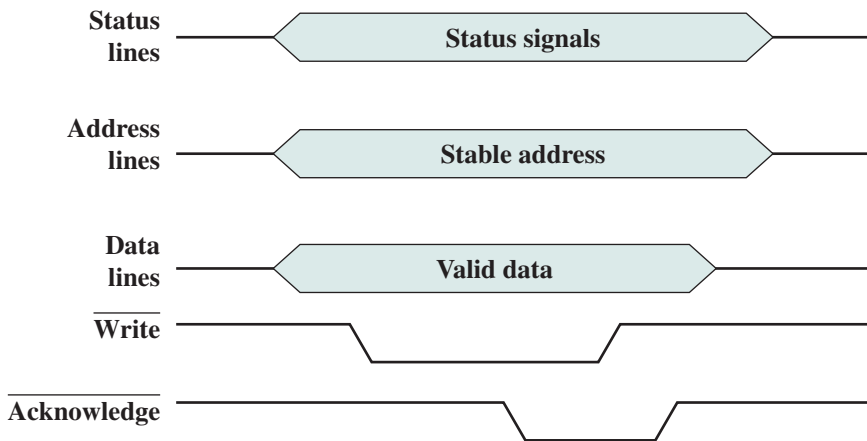 Status
lines
Status signals
Address
lines
Stable address
Data
lines
Valid data
Write
Acknowledge